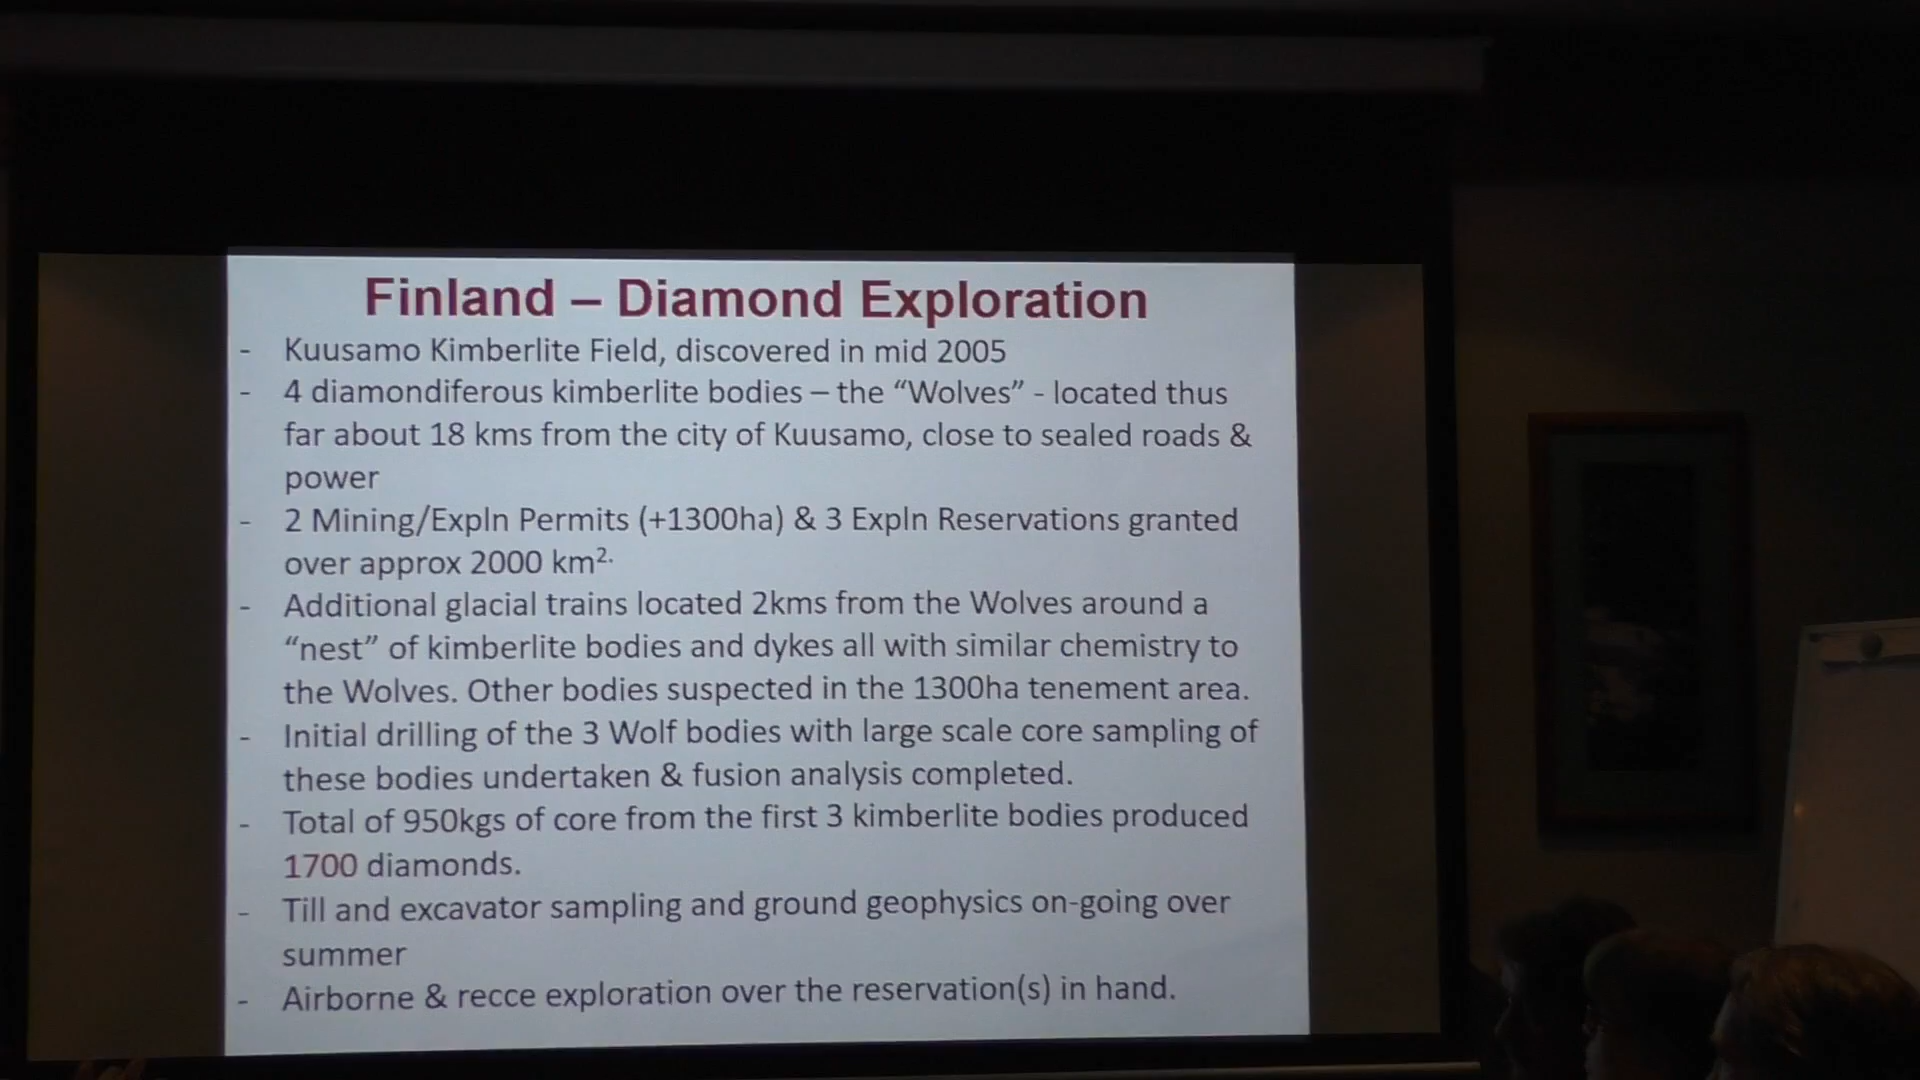 Finland – Diamond Exploration
- Kuusamo Kimberlite Field, discovered in mid 2005
- 4 diamondiferous kimberlite bodies – the “Wolves” - located thus
far about 18 kms from the city of Kuusamo, close to sealed roads &
power
- 2 Mining/Expln Permits (+1300ha) & 3 Expln Reservations granted
over approx 2000 km².
- Additional glacial trains located 2kms from the Wolves around a
“nest” of kimberlite bodies and dykes all with similar chemistry to
the Wolves. Other bodies suspected in the 1300ha tenement area.
- Initial drilling of the 3 Wolf bodies with large scale core sampling of
these bodies undertaken & fusion analysis completed.
- Total of 950kgs of core from the first 3 kimberlite bodies produced
1700 diamonds.
- Till and excavator sampling and ground geophysics on-going over
summer
- Airborne & recce exploration over the reservation(s) in hand.